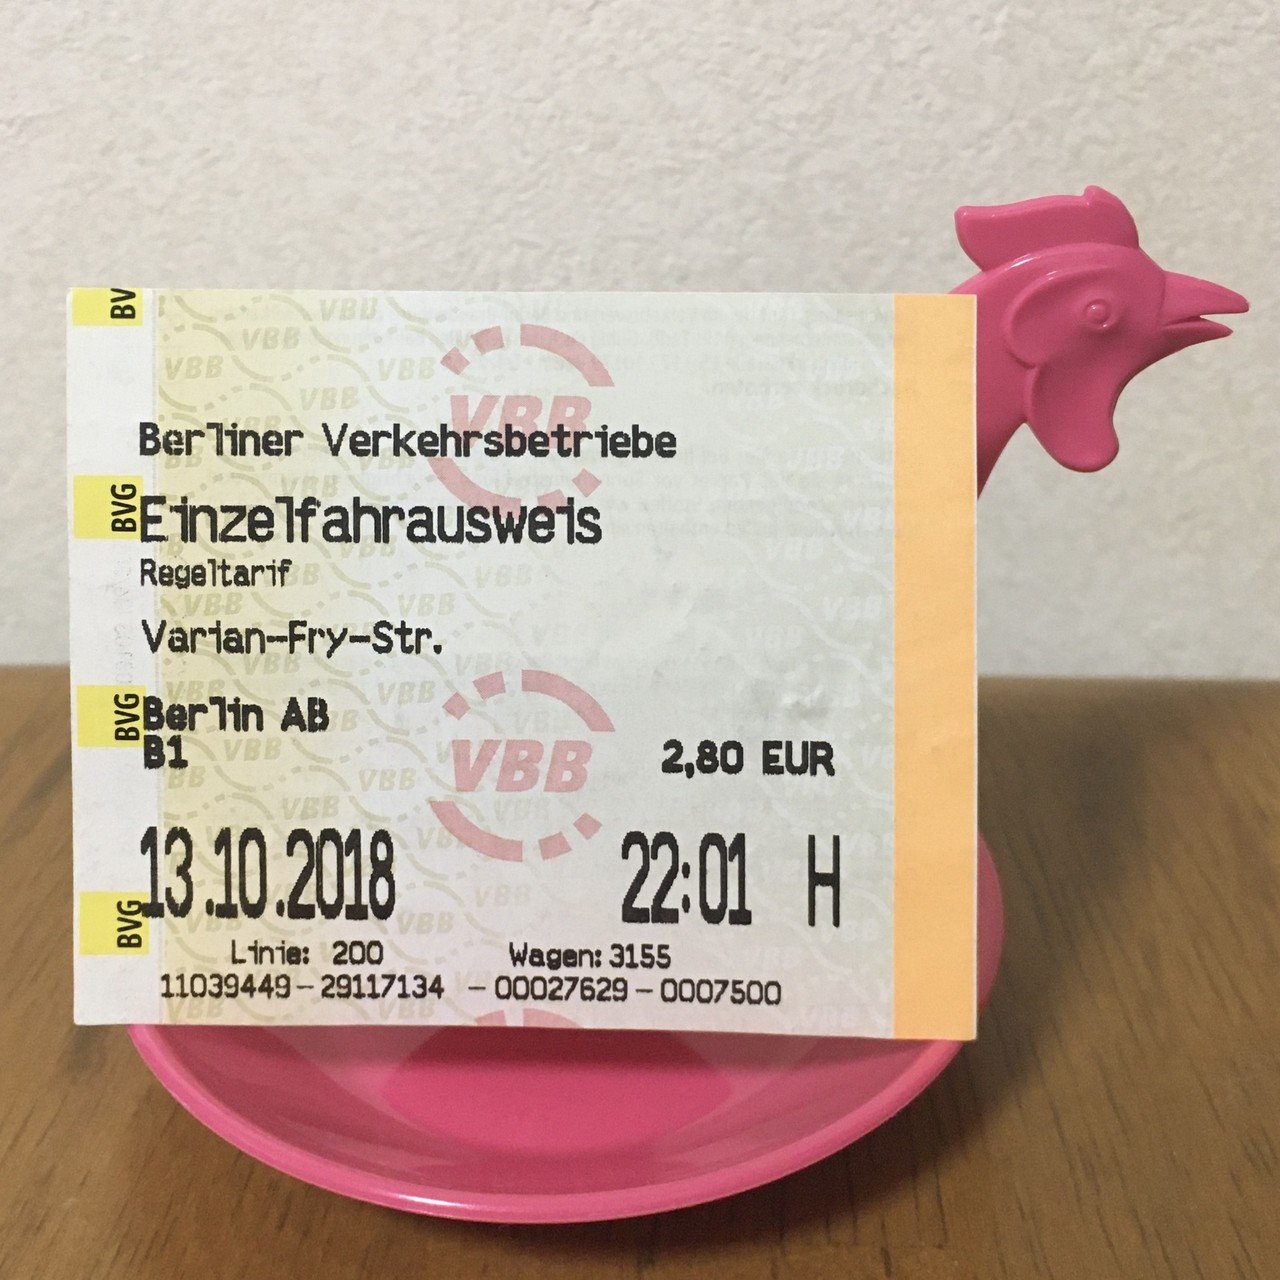 BV
VBB
Berliner Verkehrsbetriebe
BVG
Einzelfahrausweis
Regeltarif
Varian-Fry-Str.
BVG
Berlin AB
VBB
B1 2,80 EUR
13.10.2018 22:01 H
BVG
Linie: 200 Wagen: 3155
11039449-29117134 -00027629-0007500